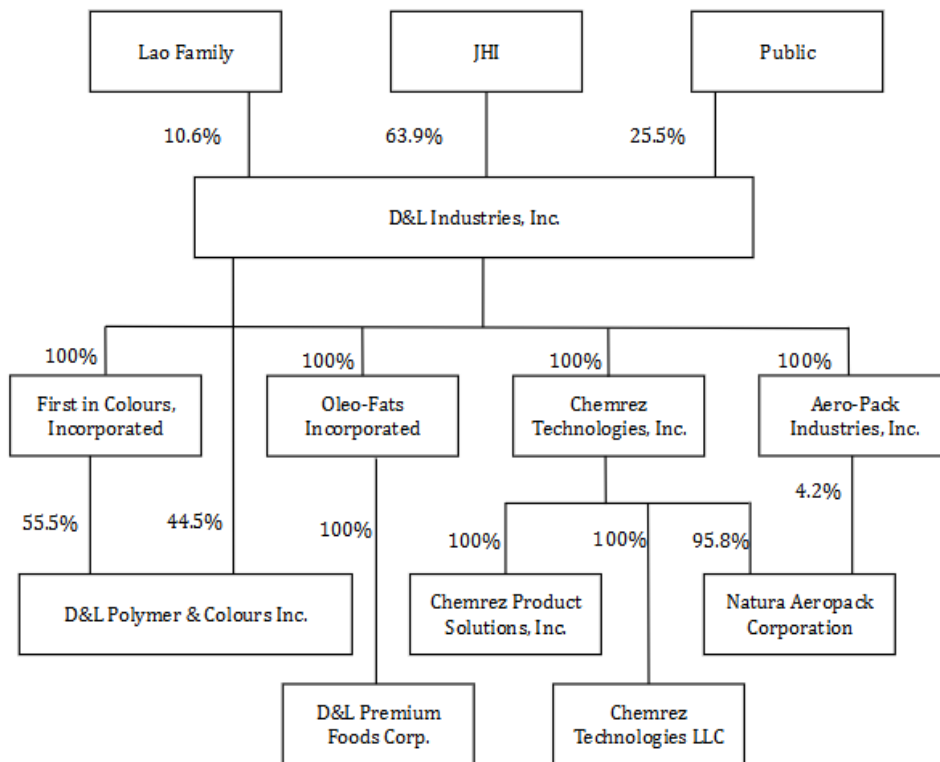 Lao Family
JHI
Public
10.6%
63.9%
25.5%
D&L Industries, Inc.
100%
100%
100%
100%
First in Colours,
Incorporated
Oleo-Fats
Incorporated
Chemrez
Technologies, Inc.
Aero-Pack
Industries, Inc.
55.5%
44.5%
100%
100%
100%
95.8%
4.2%
D&L Polymer & Colours Inc.
Chemrez Product
Solutions, Inc.
Natura Aeropack
Corporation
D&L Premium
Foods Corp.
Chemrez
Technologies LLC